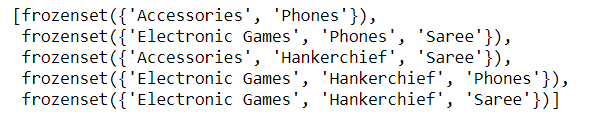 [frozenset({'Accessories', 'Phones'}),
frozenset({'Electronic Games', 'Phones', 'Saree'}),
frozenset({'Accessories', 'Hankerchief', 'Saree'}),
frozenset({'Electronic Games', 'Hankerchief', 'Phones'}),
frozenset({'Electronic Games', 'Hankerchief', 'Saree'})]